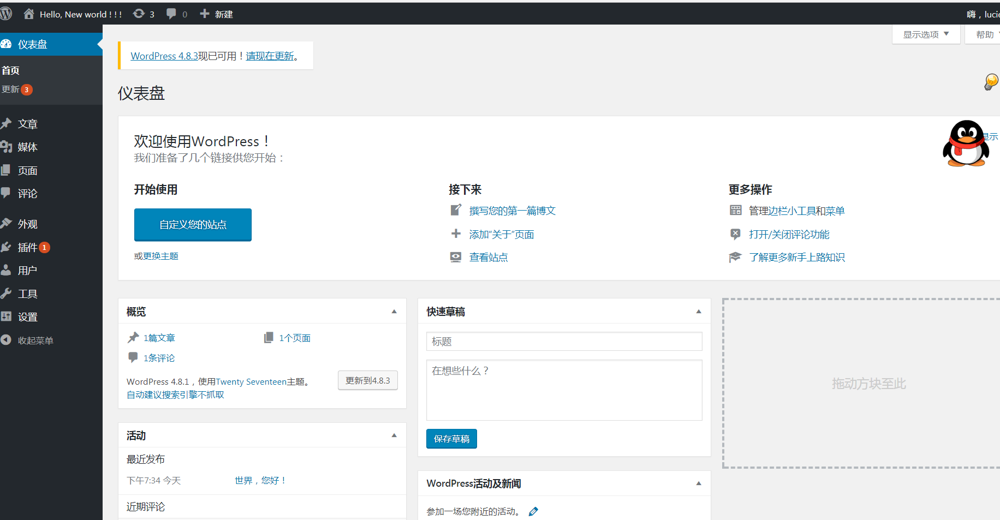 Hello, New world ! ! !
3
0
新建
嗨，lucie
仪表盘
首页
更新 3
文章
媒体
页面
评论
外观
插件 1
用户
工具
设置
收起菜单
显示选项
帮助
WordPress 4.8.3现已可用！请现在更新。
仪表盘
显示
欢迎使用WordPress！
我们准备了几个链接供您开始：
开始使用
自定义您的站点
或更换主题
接下来
撰写您的第一篇博文
添加“关于”页面
查看站点
更多操作
管理边栏小工具和菜单
打开/关闭评论功能
了解更多新手上路知识
概览
1篇文章
1个页面
1条评论
WordPress 4.8.1，使用Twenty Seventeen主题。
更新到4.8.3
自动建议搜索引擎不抓取
活动
最近发布
下午7:34 今天
世界，您好！
近期评论
快速草稿
标题
在想些什么？
保存草稿
WordPress活动及新闻
参加一场您附近的活动。
拖动方块至此